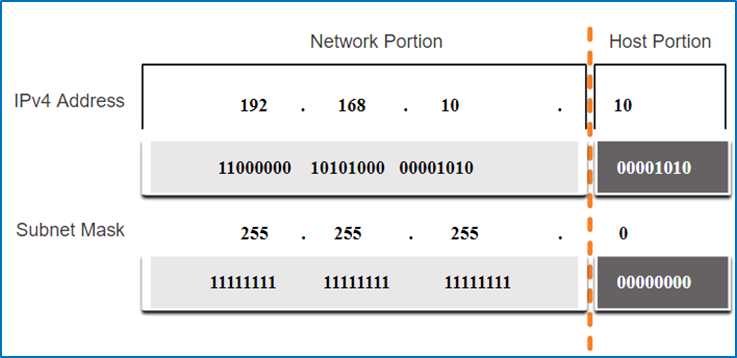 Network Portion Host Portion
IPv4 Address 192 . 168 . 10 . 10
11000000 10101000 00001010 00001010
Subnet Mask 255 . 255 . 255 . 0
11111111 11111111 11111111 00000000